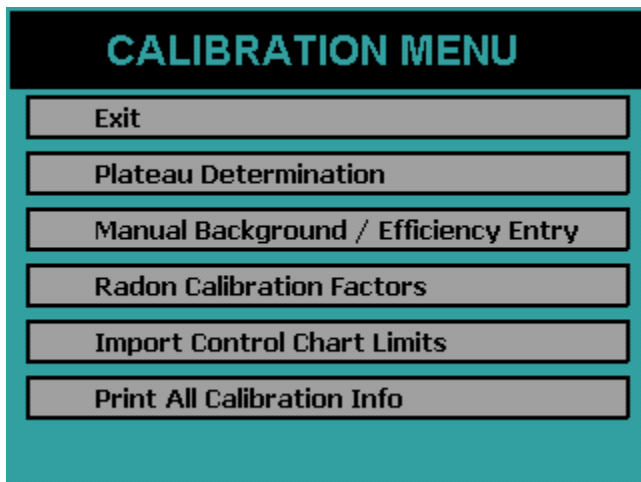 CALIBRATION MENU
Exit
Plateau Determination
Manual Background / Efficiency Entry
Radon Calibration Factors
Import Control Chart Limits
Print All Calibration Info